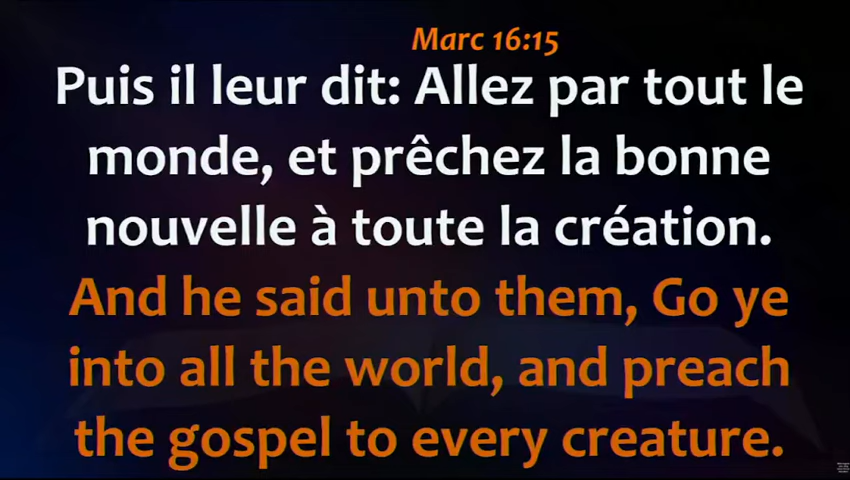 Marc 16:15
Puis il leur dit: Allez par tout le
monde, et prêchez la bonne
nouvelle à toute la création.
And he said unto them, Go ye
into all the world, and preach
the gospel to every creature.